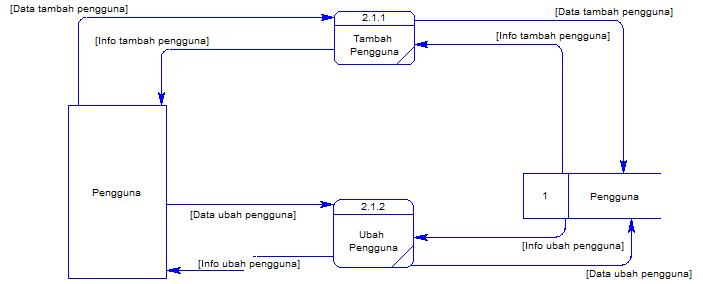 [Data tambah pengguna]
2.1.1
[Data tambah pengguna]
[Info tambah pengguna]
Tambah
Pengguna
[Info tambah pengguna]
Pengguna
1
Pengguna
2.1.2
[Data ubah pengguna]
Ubah
Pengguna
[Info ubah pengguna]
[Info ubah pengguna]
[Data ubah pengguna]